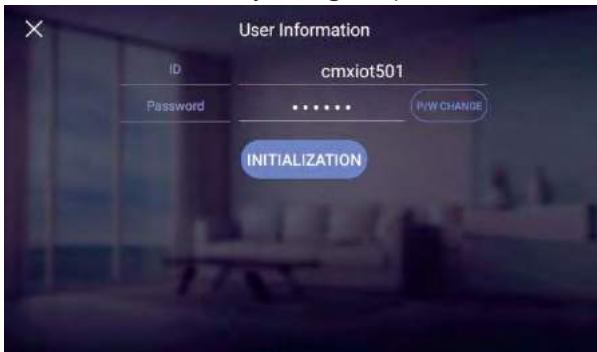 User Information
ID cmxiot501
Password •••••• P/W CHANGE
INITIALIZATION